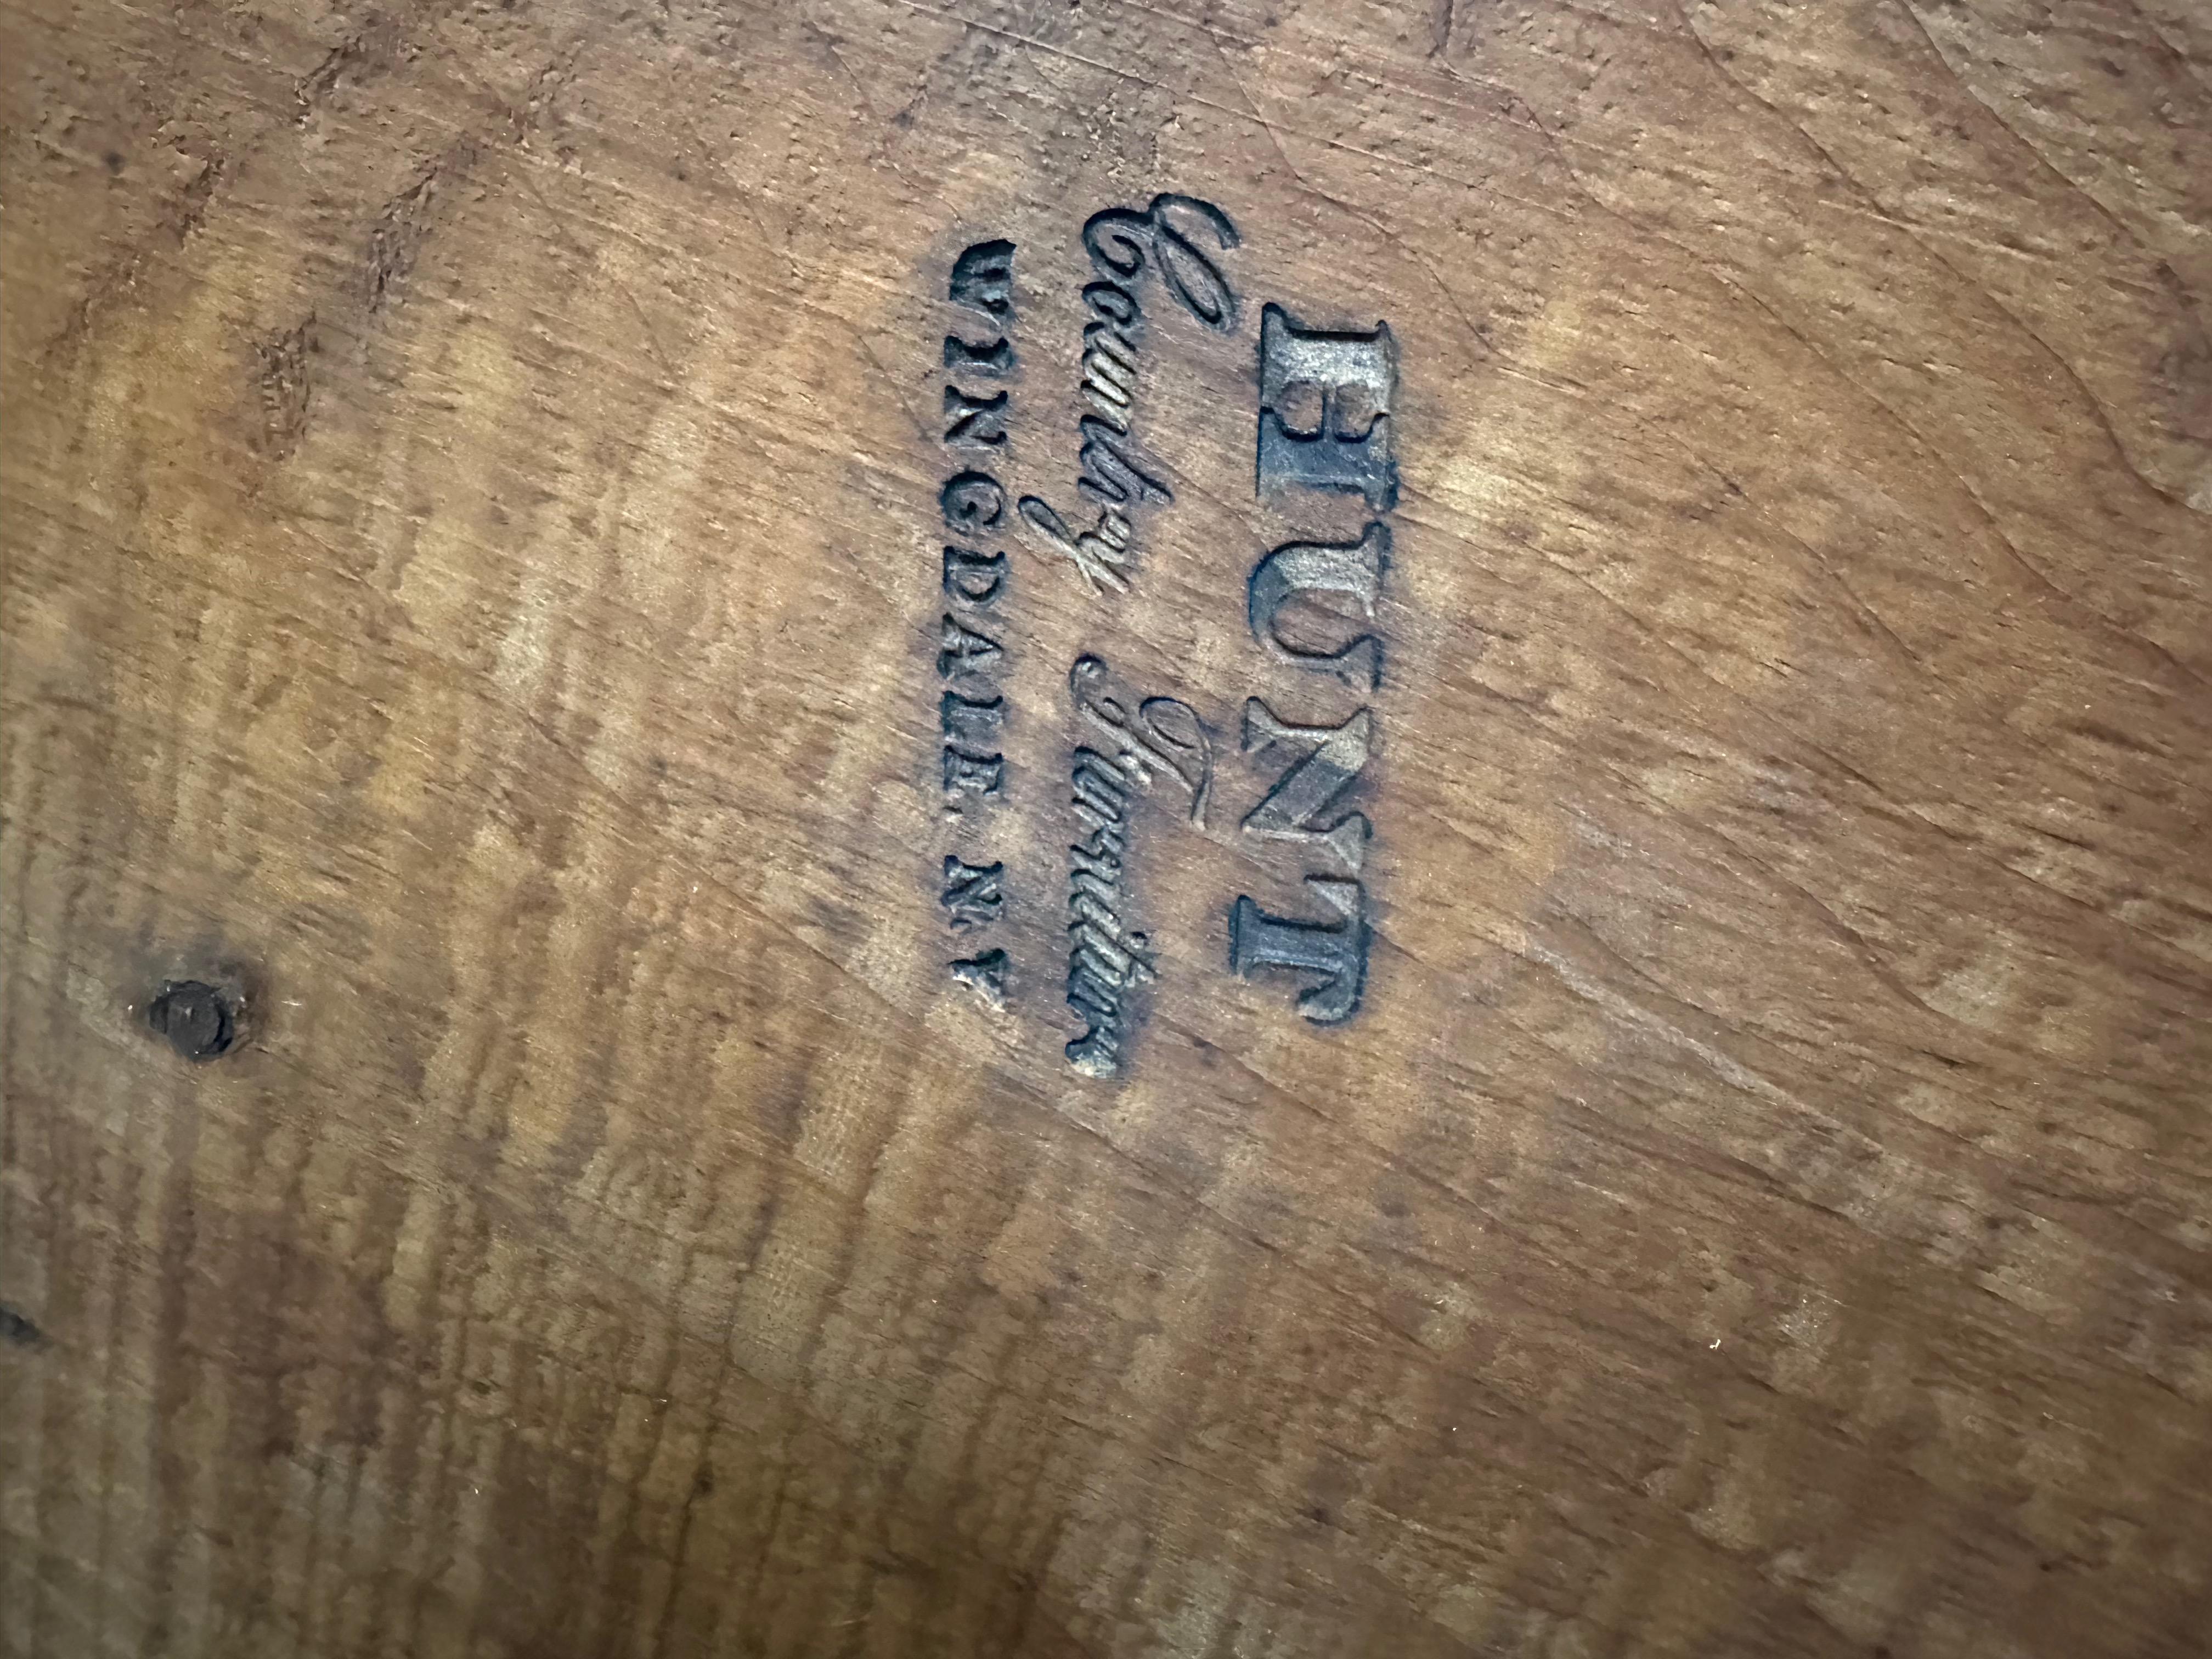 HUNT
Country Furniture
WINGDALE, N.Y.